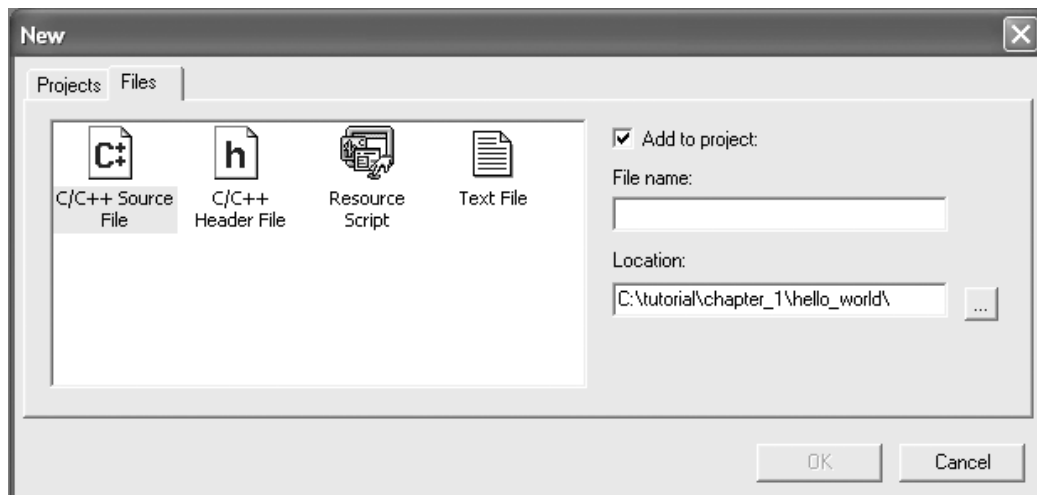 New
Projects
Files
C‡
h
C/C++ Source
File
C/C++
Header File
Resource
Script
Text File
Add to project:
File name:
Location:
C:\tutorial\chapter_1\hello_world\
...
OK
Cancel